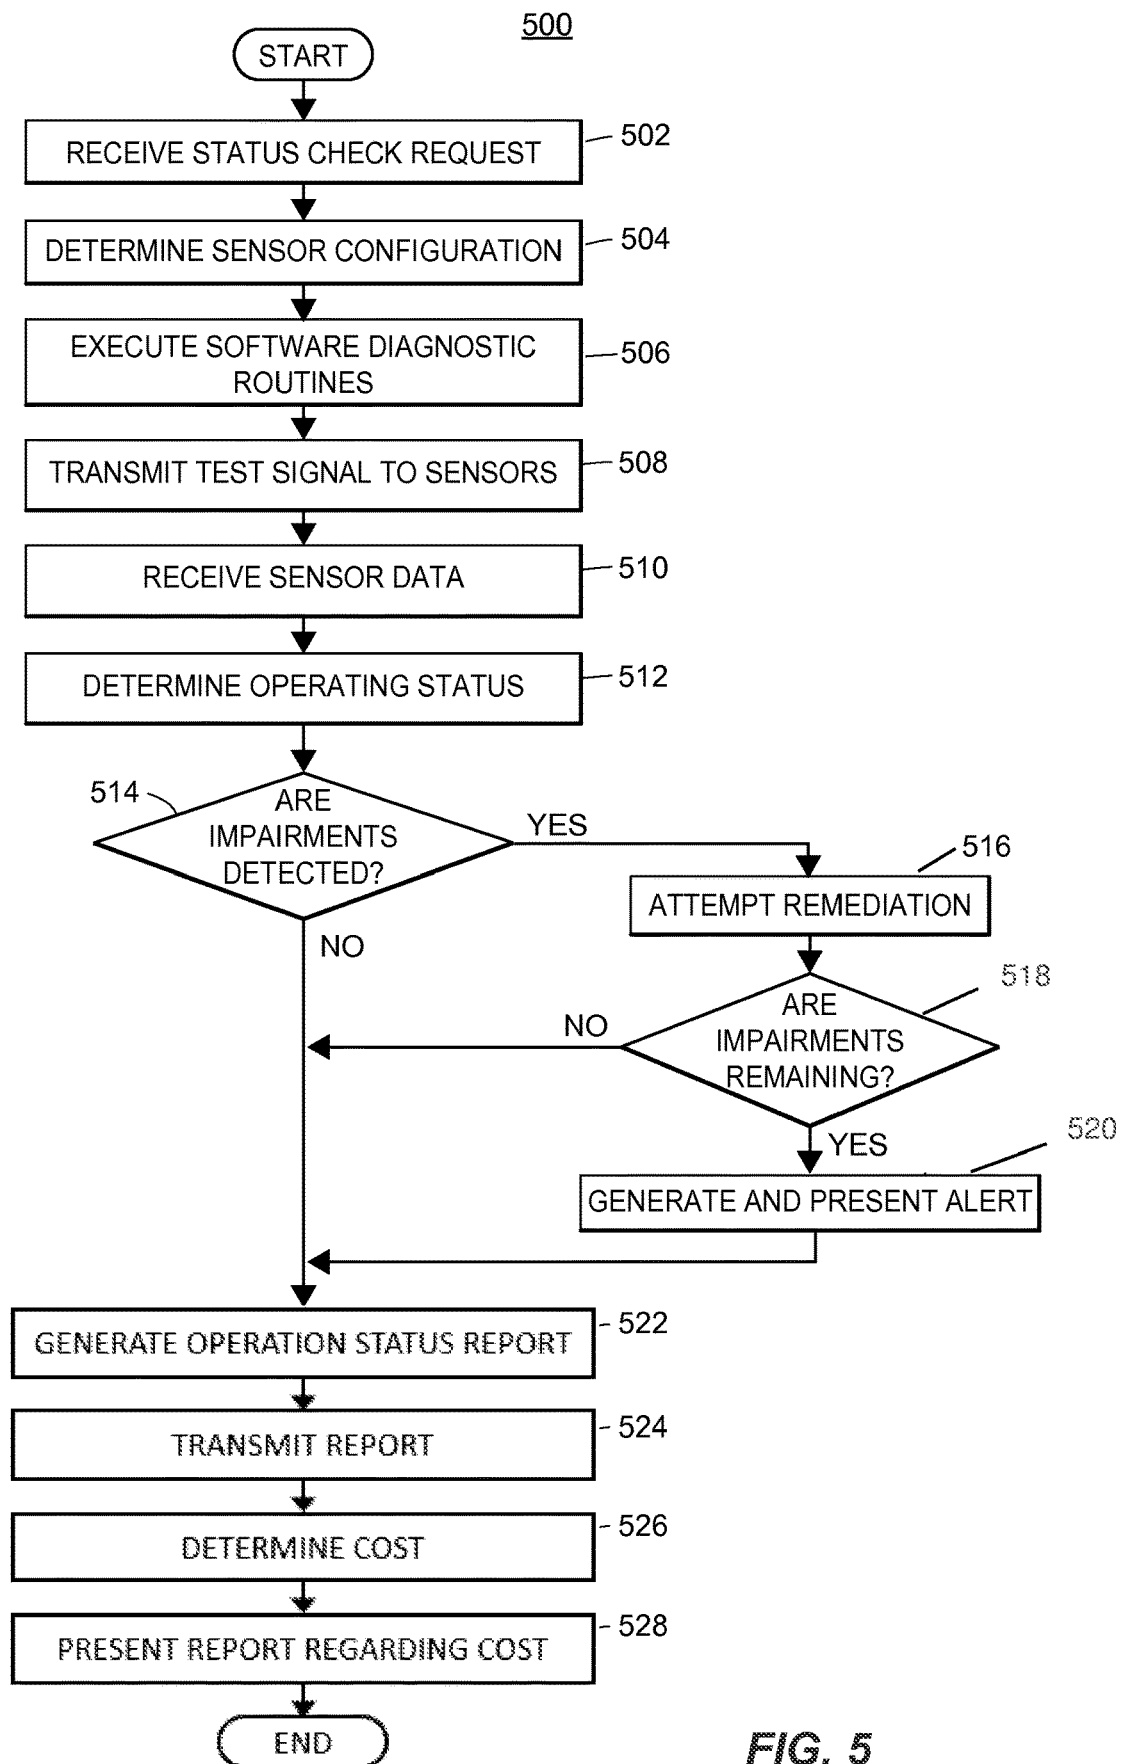 500
START
RECEIVE STATUS CHECK REQUEST
502
DETERMINE SENSOR CONFIGURATION
504
EXECUTE SOFTWARE DIAGNOSTIC
ROUTINES
506
TRANSMIT TEST SIGNAL TO SENSORS
508
RECEIVE SENSOR DATA
510
DETERMINE OPERATING STATUS
512
514
ARE
IMPAIRMENTS
DETECTED?
YES
NO
516
ATTEMPT REMEDIATION
518
ARE
IMPAIRMENTS
REMAINING?
NO
YES
520
GENERATE AND PRESENT ALERT
GENERATE OPERATION STATUS REPORT
522
TRANSMIT REPORT
524
DETERMINE COST
526
PRESENT REPORT REGARDING COST
528
END
FIG. 5